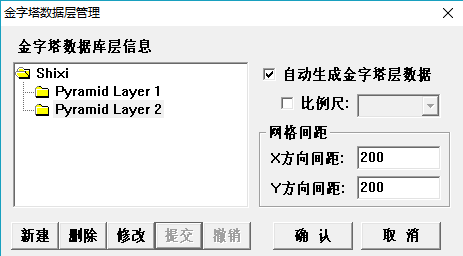 金字塔数据层管理
金字塔数据库层信息
Shixi
Pyramid Layer 1
Pyramid Layer 2
自动生成金字塔层数据
比例尺:
网格间距
X方向间距: 200
Y方向间距: 200
新建 删除 修改 提交 撤销 确 认 取 消